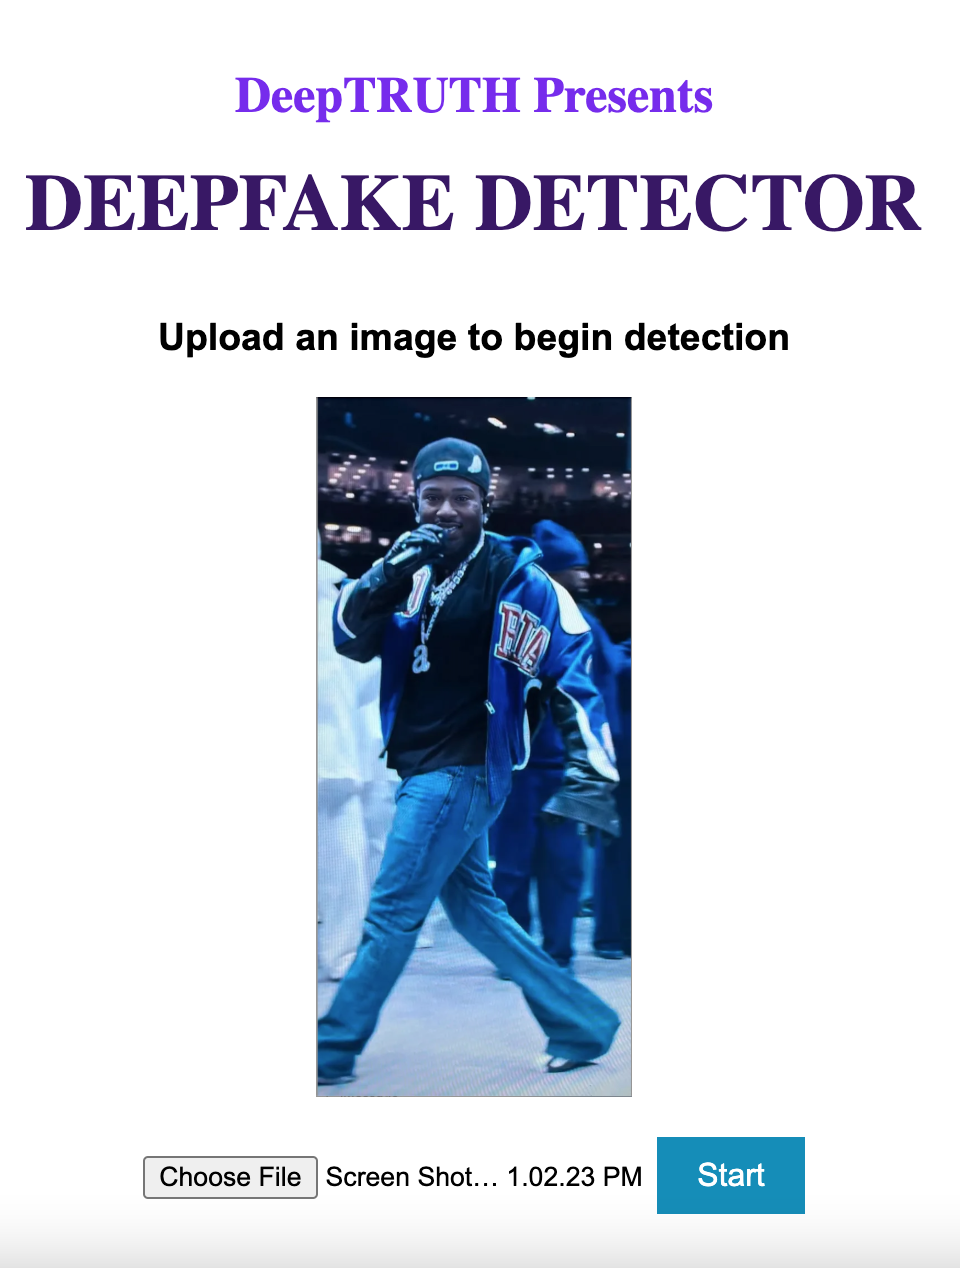 DeepTRUTH Presents
DEEPFAKE DETECTOR
Upload an image to begin detection
a
Choose File Screen Shot… 1.02.23 PM Start